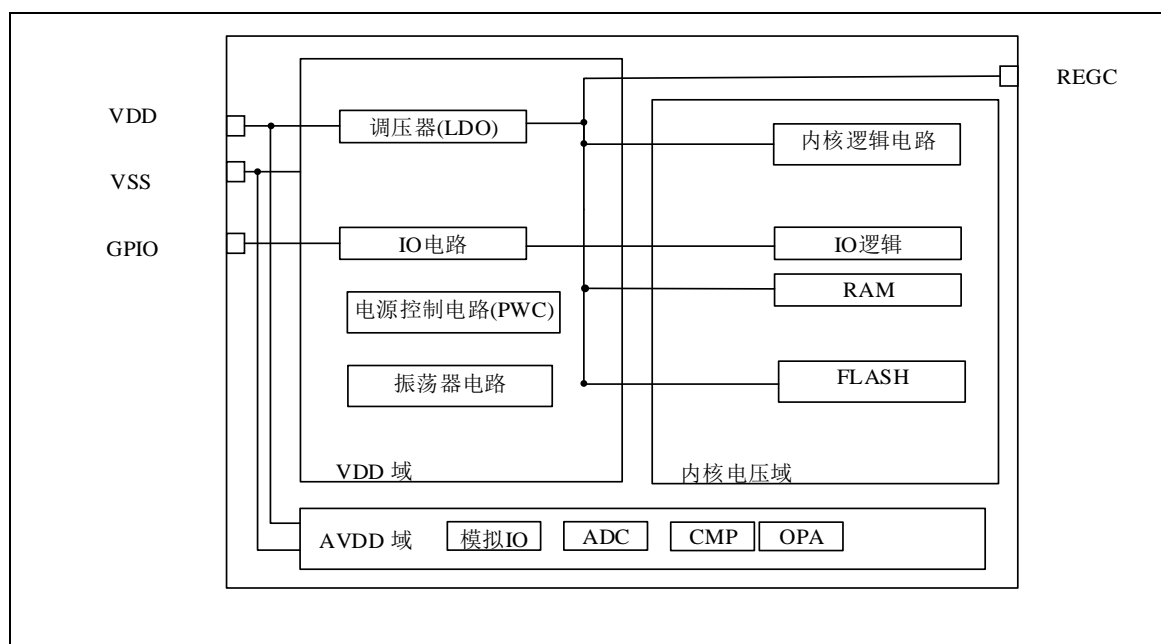 REGC
VDD
调压器(LDO)
内核逻辑电路
VSS
GPIO
IO电路
IO逻辑
RAM
电源控制电路(PWC)
振荡器电路
FLASH
VDD 域
内核电压域
AVDD 域
模拟IO
ADC
CMP
OPA